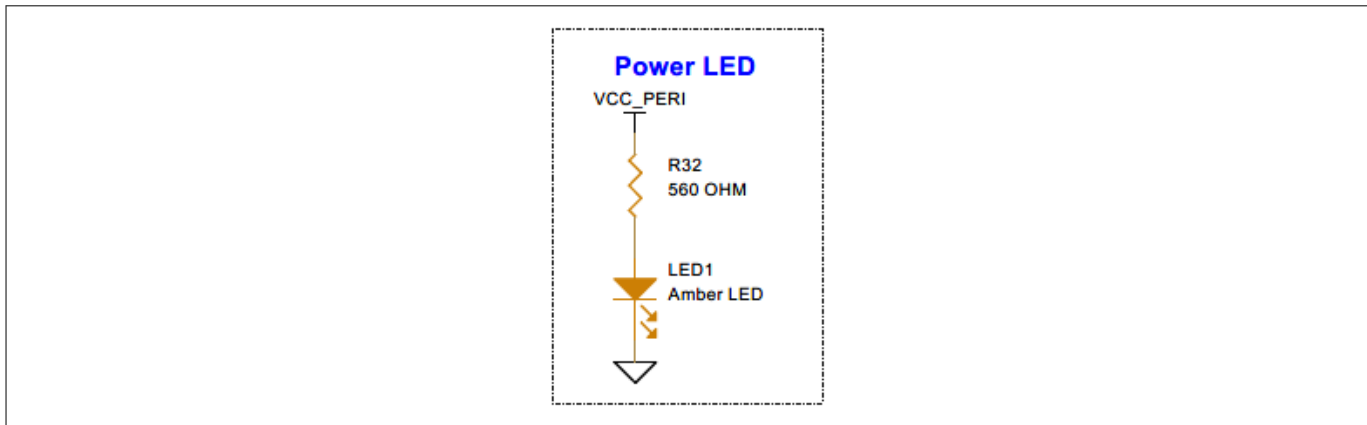 Power LED
VCC_PERI
R32
560 OHM
LED1
Amber LED